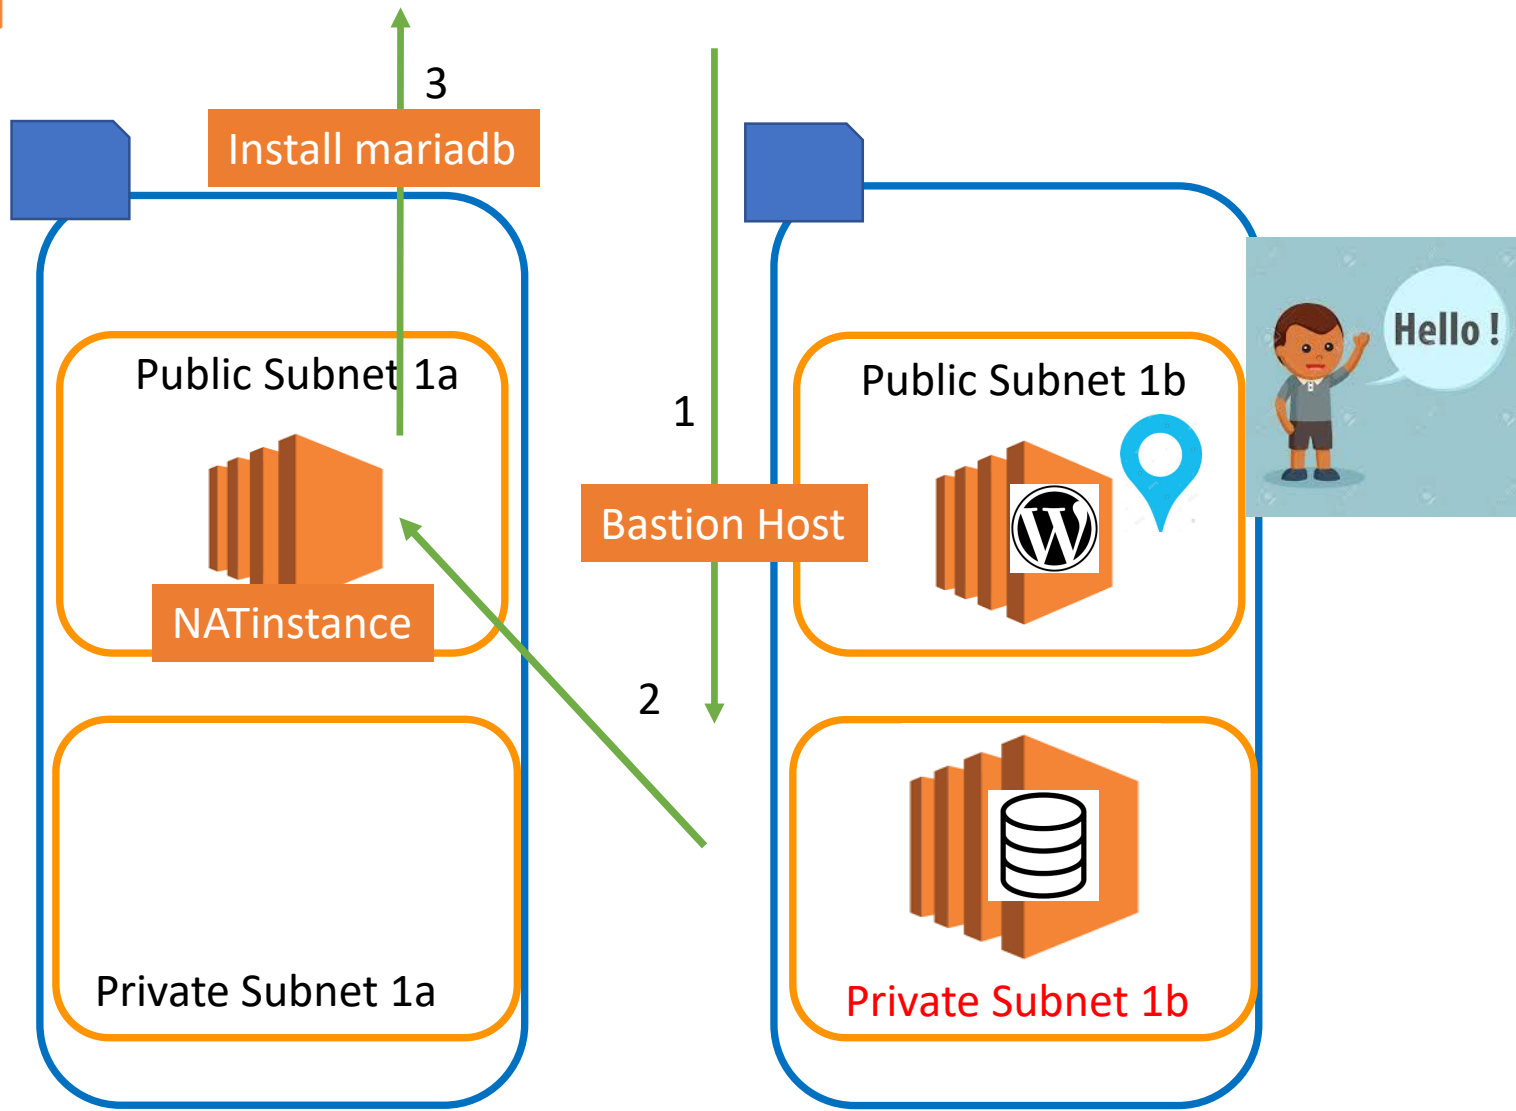 3
Install mariadb
Public Subnet 1a
NATinstance
Private Subnet 1a
1
Bastion Host
2
Public Subnet 1b
Hello !
Private Subnet 1b